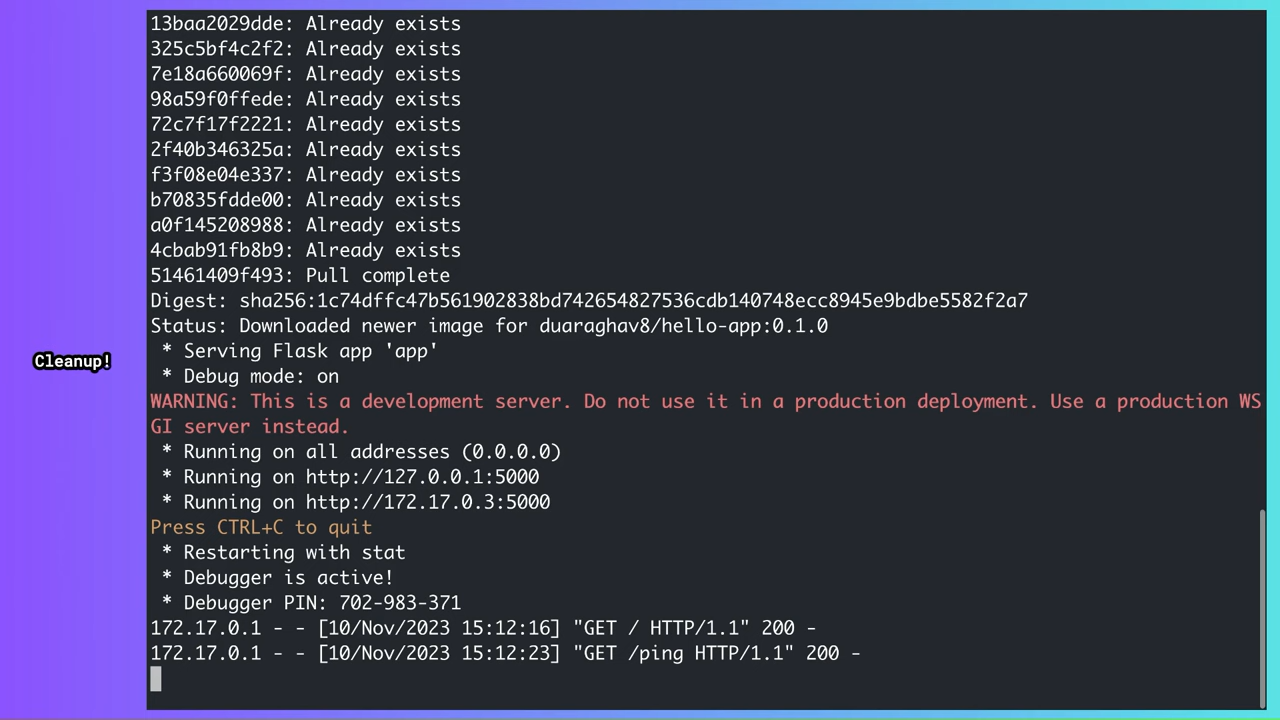 13baa2029dde: Already exists
325c5bf4c2f2: Already exists
7e18a660069f: Already exists
98a59f0ffede: Already exists
72c7f17f2221: Already exists
2f40b346325a: Already exists
f3f08e04e337: Already exists
b70835fdde00: Already exists
a0f145208988: Already exists
4cbab91fb8b9: Already exists
51461409f493: Pull complete
Digest: sha256:1c74dffc47b561902838bd742654827536cdb140748ecc8945e9bdbe5582f2a7
Status: Downloaded newer image for duaraghav8/hello-app:0.1.0
* Serving Flask app 'app'
Cleanup!
* Debug mode: on
WARNING: This is a development server. Do not use it in a production deployment. Use a production WS
GI server instead.
* Running on all addresses (0.0.0.0)
* Running on http://127.0.0.1:5000
* Running on http://172.17.0.3:5000
Press CTRL+C to quit
* Restarting with stat
* Debugger is active!
* Debugger PIN: 702-983-371
172.17.0.1 - - [10/Nov/2023 15:12:16] "GET / HTTP/1.1" 200 -
172.17.0.1 - - [10/Nov/2023 15:12:23] "GET /ping HTTP/1.1" 200 -